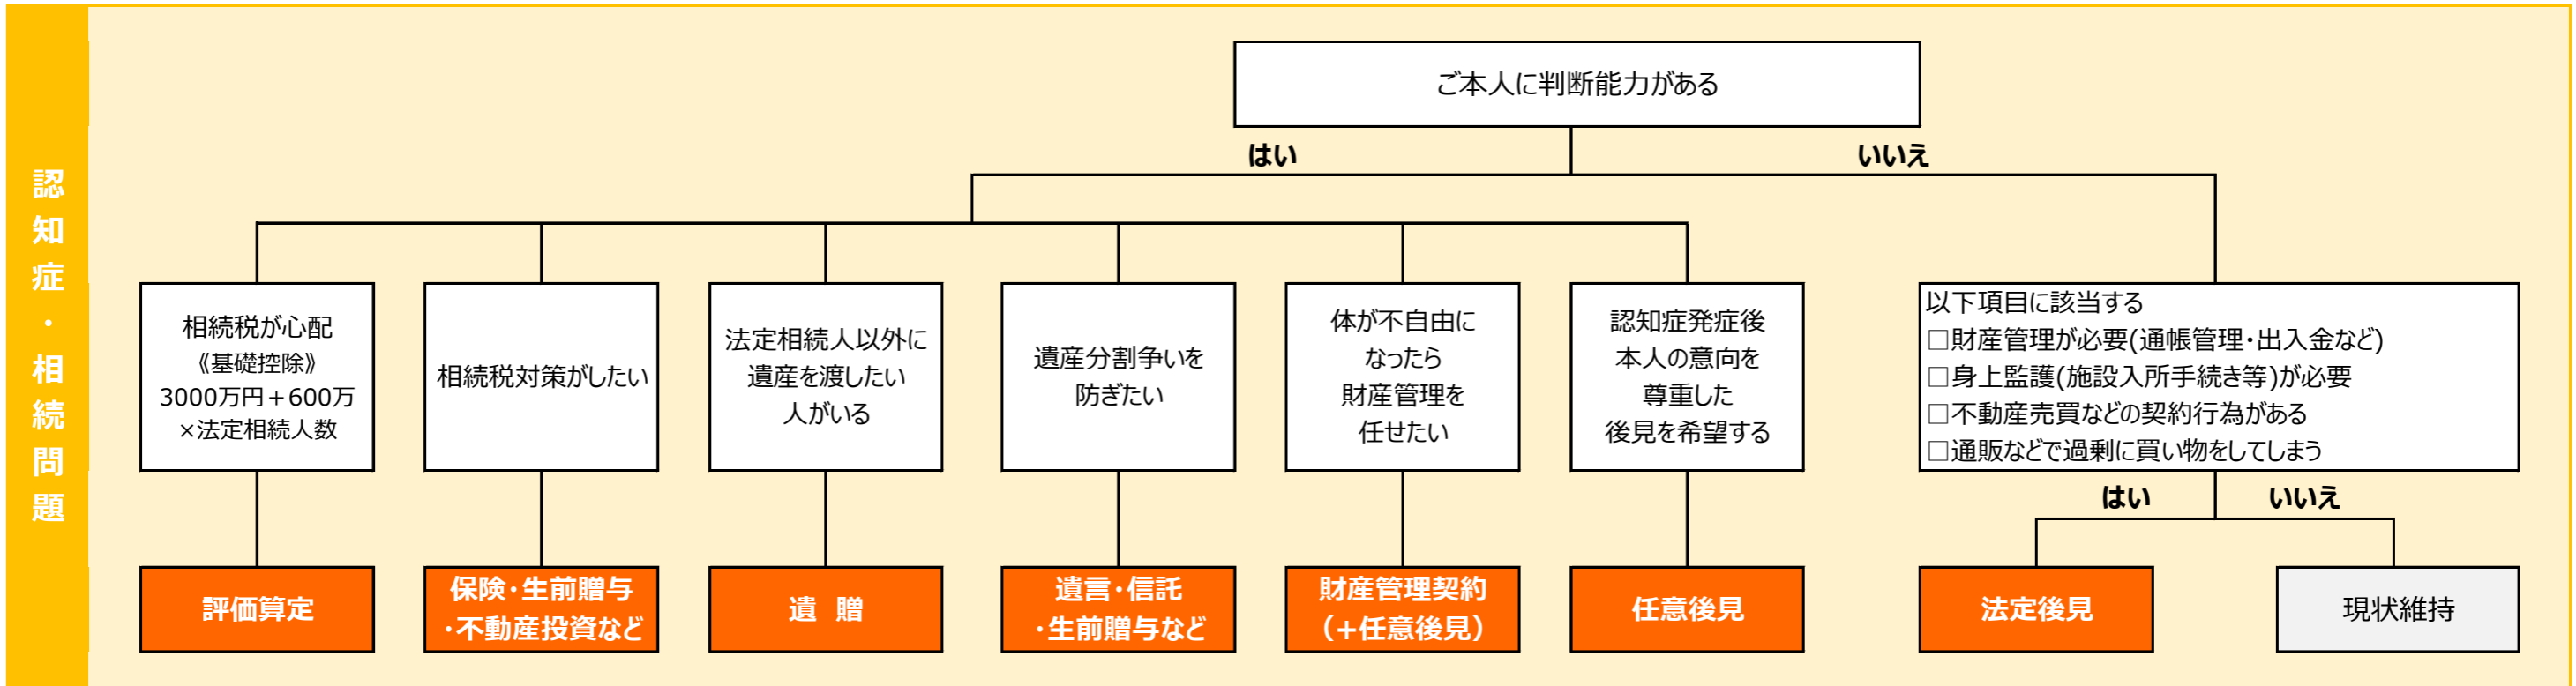 認知症・相続問題
ご本人に判断能力がある
はい
いいえ
相続税が心配
《基礎控除》
3000万円＋600万
×法定相続人数
相続税対策がしたい
法定相続人以外に
遺産を渡したい
人がいる
遺産分割争いを
防ぎたい
体が不自由に
なったら
財産管理を
任せたい
認知症発症後
本人の意向を
尊重した
後見を希望する
以下項目に該当する
□財産管理が必要(通帳管理・出入金など)
□身上監護(施設入所手続き等)が必要
□不動産売買などの契約行為がある
□通販などで過剰に買い物をしてしまう
はい
いいえ
評価算定
保険・生前贈与
・不動産投資など
遺 贈
遺言・信託
・生前贈与など
財産管理契約
（+任意後見）
任意後見
法定後見
現状維持